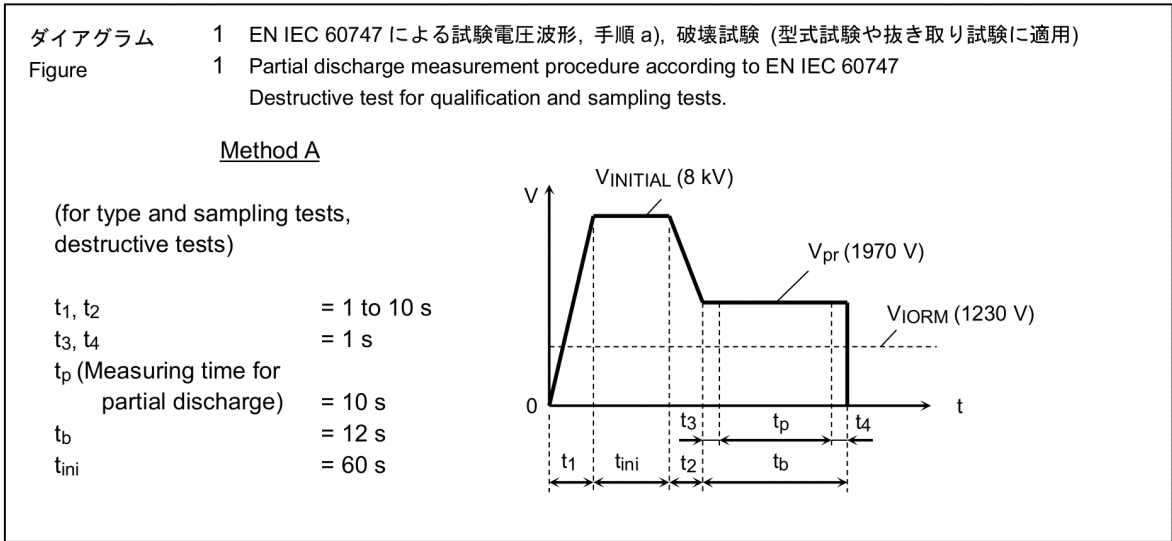 ダイアグラム 1 EN IEC 60747 による試験電圧波形, 手順 a), 破壊試験 (型式試験や抜き取り試験に適用)
Figure 1 Partial discharge measurement procedure according to EN IEC 60747
Destructive test for qualification and sampling tests.
Method A
(for type and sampling tests,
destructive tests)
t1, t2 = 1 to 10 s
t3, t4 = 1 s
tp (Measuring time for
partial discharge) = 10 s
tb = 12 s
tini = 60 s
V
VINITIAL (8 kV)
Vpr (1970 V)
VIORM (1230 V)
0
t
t3 tp t4
t1 tini t2 tb